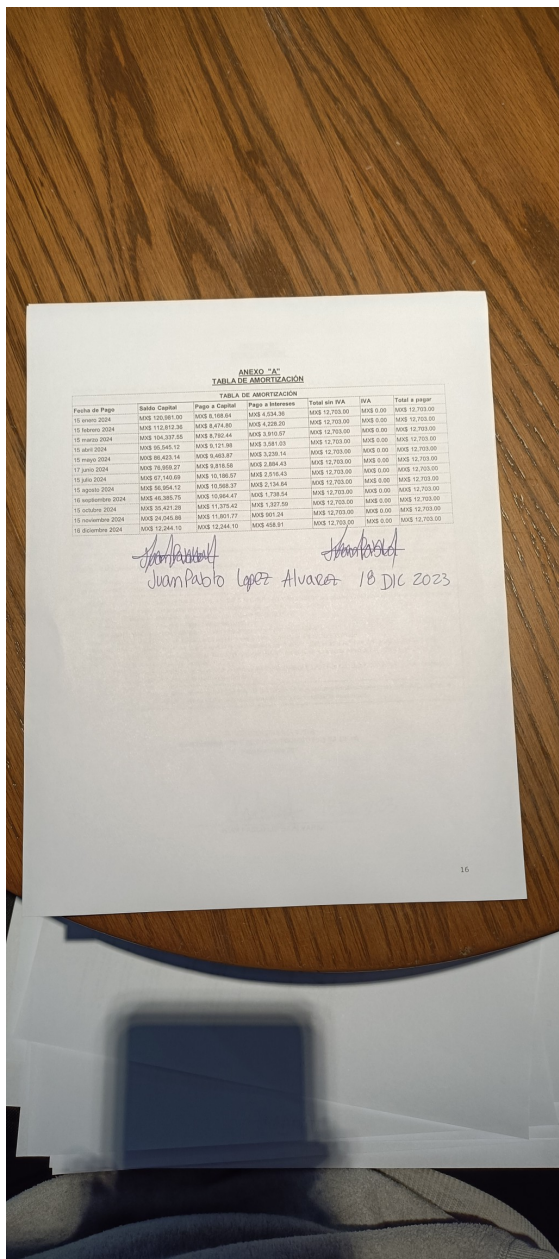 ANEXO "A"
TABLA DE AMORTIZACIÓN
TABLA DE AMORTIZACIÓN
Fecha de Pago Saldo Capital Pago a Capital Pago a Intereses Total sin IVA IVA Total a pagar
15 enero 2024 MX$ 120,981.00 MX$ 8,168.64 MX$ 4,534.36 MX$ 12,703.00 MX$ 0.00 MX$ 12,703.00
15 febrero 2024 MX$ 112,812.36 MX$ 8,474.80 MX$ 4,228.20 MX$ 12,703.00 MX$ 0.00 MX$ 12,703.00
15 marzo 2024 MX$ 104,337.55 MX$ 8,792.44 MX$ 3,910.57 MX$ 12,703.00 MX$ 0.00 MX$ 12,703.00
15 abril 2024 MX$ 95,545.12 MX$ 9,121.98 MX$ 3,581.03 MX$ 12,703.00 MX$ 0.00 MX$ 12,703.00
15 mayo 2024 MX$ 86,423.14 MX$ 9,463.87 MX$ 3,239.14 MX$ 12,703.00 MX$ 0.00 MX$ 12,703.00
17 junio 2024 MX$ 76,959.27 MX$ 9,818.58 MX$ 2,884.43 MX$ 12,703.00 MX$ 0.00 MX$ 12,703.00
15 julio 2024 MX$ 67,140.69 MX$ 10,186.57 MX$ 2,516.43 MX$ 12,703.00 MX$ 0.00 MX$ 12,703.00
15 agosto 2024 MX$ 56,954.12 MX$ 10,568.37 MX$ 2,134.64 MX$ 12,703.00 MX$ 0.00 MX$ 12,703.00
16 septiembre 2024 MX$ 46,385.75 MX$ 10,964.47 MX$ 1,738.54 MX$ 12,703.00 MX$ 0.00 MX$ 12,703.00
15 octubre 2024 MX$ 35,421.28 MX$ 11,375.42 MX$ 1,327.59 MX$ 12,703.00 MX$ 0.00 MX$ 12,703.00
15 noviembre 2024 MX$ 24,045.86 MX$ 11,801.77 MX$ 901.24 MX$ 12,703.00 MX$ 0.00 MX$ 12,703.00
16 diciembre 2024 MX$ 12,244.10 MX$ 12,244.10 MX$ 458.91 MX$ 12,703.00 MX$ 0.00 MX$ 12,703.00
Juan Pablo Lopez Alvarez 18 DIC 2023
16